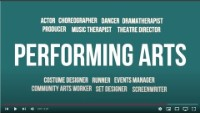 ACTOR CHOREOGRAPHER DANCER DRAMATHERAPIST
PRODUCER MUSIC THERAPIST THEATRE DIRECTOR
PERFORMING ARTS
COSTUME DESIGNER RUNNER EVENTS MANAGER
COMMUNITY ARTS WORKER SET DESIGNER SCREENWRITER